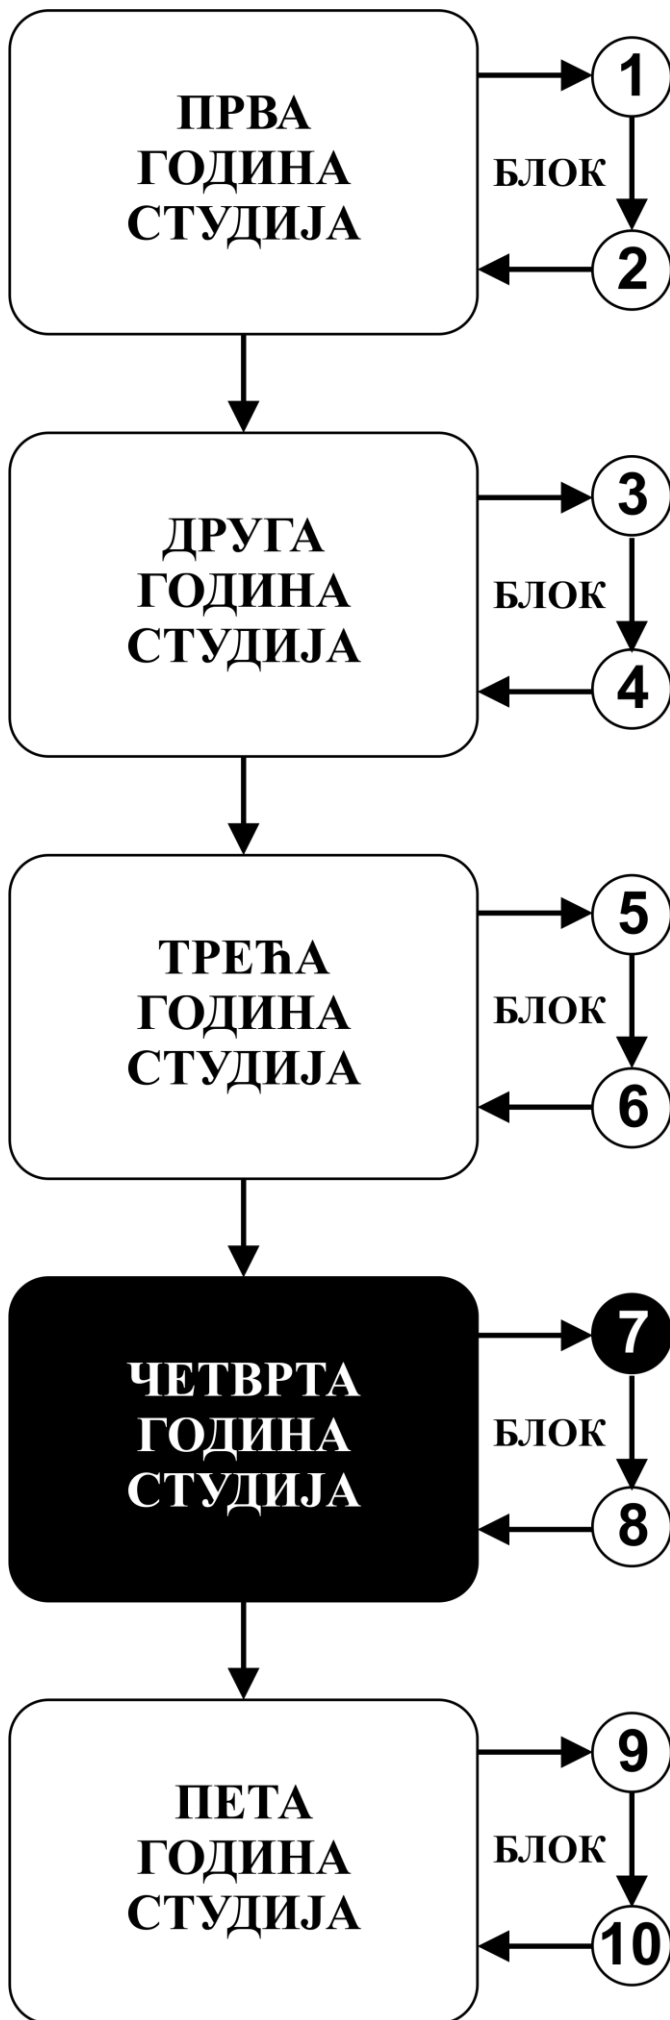 ПРВА
ГОДИНА
СТУДИЈА
1
БЛОК
2
ДРУГА
ГОДИНА
СТУДИЈА
3
БЛОК
4
ТРЕЋА
ГОДИНА
СТУДИЈА
5
БЛОК
6
ЧЕТВРТА
ГОДИНА
СТУДИЈА
7
БЛОК
8
ПЕТА
ГОДИНА
СТУДИЈА
9
БЛОК
10